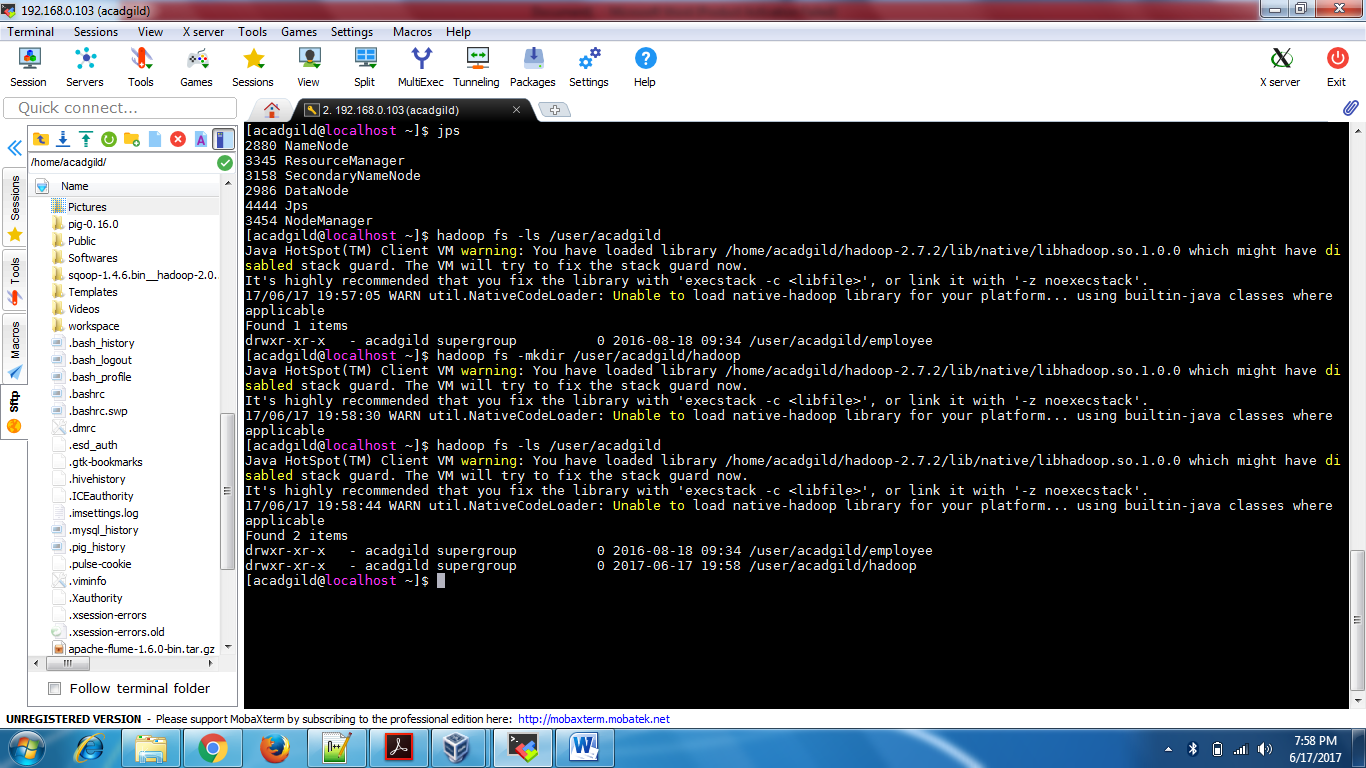 192.168.0.103 (acadgild)
Terminal Sessions View X server Tools Games Settings Macros Help
Session Servers Tools Games Sessions View Split MultiExec Tunneling Packages Settings Help X server Exit
Quick connect...
2. 192.168.0.103 (acadgild)
/home/acadgild/
Name
Pictures
pig-0.16.0
Public
Softwares
sqoop-1.4.6.bin__hadoop-2.0.
Templates
Videos
workspace
.bash_history
.bash_logout
.bash_profile
.bashrc
.bashrc.swp
.dmrc
.esd_auth
.gtk-bookmarks
.hivehistory
.ICEauthority
.imsettings.log
.mysql_history
.pig_history
.pulse-cookie
.viminfo
.Xauthority
.xsession-errors
.xsession-errors.old
apache-flume-1.6.0-bin.tar.gz
Follow terminal folder
Sessions
Tools
Macros
Sftp
[acadgild@localhost ~]$ jps
2880 NameNode
3345 ResourceManager
3158 SecondaryNameNode
2986 DataNode
4444 Jps
3454 NodeManager
[acadgild@localhost ~]$ hadoop fs -ls /user/acadgild
Java HotSpot(TM) Client VM warning: You have loaded library /home/acadgild/hadoop-2.7.2/lib/native/libhadoop.so.1.0.0 which might have di
sabled stack guard. The VM will try to fix the stack guard now.
It's highly recommended that you fix the library with 'execstack -c <libfile>', or link it with '-z noexecstack'.
17/06/17 19:57:05 WARN util.NativeCodeLoader: Unable to load native-hadoop library for your platform... using builtin-java classes where
applicable
Found 1 items
drwxr-xr-x - acadgild supergroup 0 2016-08-18 09:34 /user/acadgild/employee
[acadgild@localhost ~]$ hadoop fs -mkdir /user/acadgild/hadoop
Java HotSpot(TM) Client VM warning: You have loaded library /home/acadgild/hadoop-2.7.2/lib/native/libhadoop.so.1.0.0 which might have di
sabled stack guard. The VM will try to fix the stack guard now.
It's highly recommended that you fix the library with 'execstack -c <libfile>', or link it with '-z noexecstack'.
17/06/17 19:58:30 WARN util.NativeCodeLoader: Unable to load native-hadoop library for your platform... using builtin-java classes where
applicable
[acadgild@localhost ~]$ hadoop fs -ls /user/acadgild
Java HotSpot(TM) Client VM warning: You have loaded library /home/acadgild/hadoop-2.7.2/lib/native/libhadoop.so.1.0.0 which might have di
sabled stack guard. The VM will try to fix the stack guard now.
It's highly recommended that you fix the library with 'execstack -c <libfile>', or link it with '-z noexecstack'.
17/06/17 19:58:44 WARN util.NativeCodeLoader: Unable to load native-hadoop library for your platform... using builtin-java classes where
applicable
Found 2 items
drwxr-xr-x - acadgild supergroup 0 2016-08-18 09:34 /user/acadgild/employee
drwxr-xr-x - acadgild supergroup 0 2017-06-17 19:58 /user/acadgild/hadoop
[acadgild@localhost ~]$
UNREGISTERED VERSION - Please support MobaXterm by subscribing to the professional edition here: http://mobaxterm.mobatek.net
7:58 PM
6/17/2017